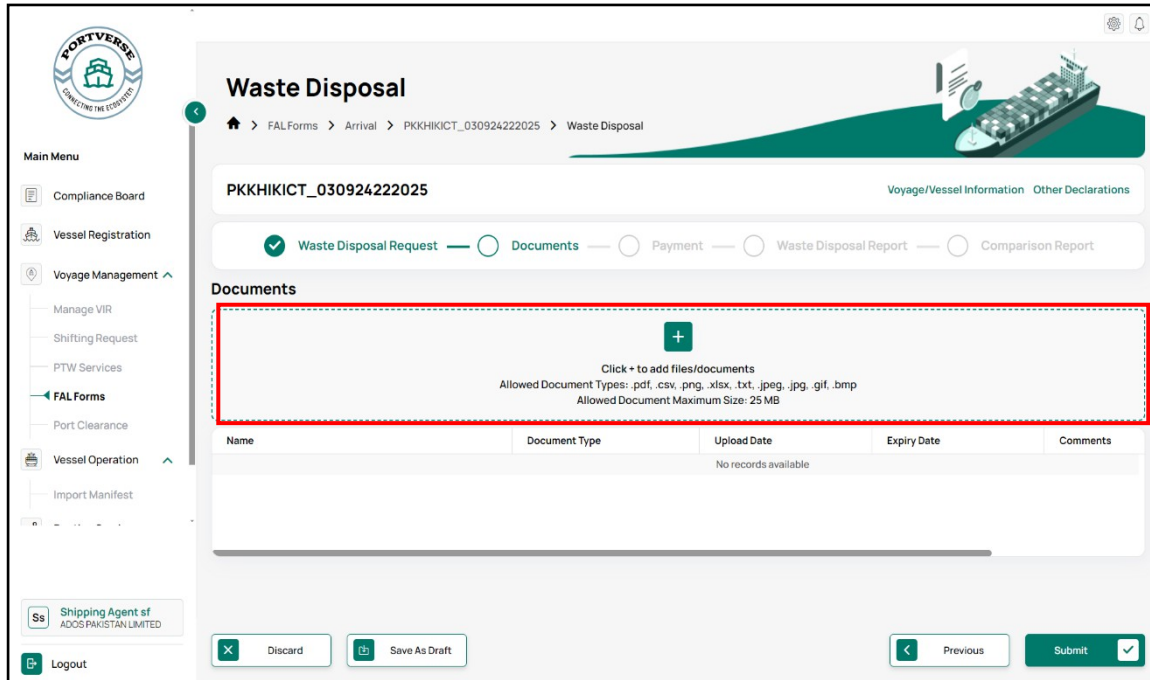 PORTVERSE
CONNECTING THE ECOSYSTEM
Main Menu
Compliance Board
Vessel Registration
Voyage Management
Manage VIR
Shifting Request
PTW Services
FAL Forms
Port Clearance
Vessel Operation
Import Manifest
Ss
Shipping Agent sf
ADOS PAKISTAN LIMITED
Logout
Waste Disposal
> FAL Forms > Arrival > PKKHIKICT_030924222025 > Waste Disposal
PKKHIKICT_030924222025 Voyage/Vessel Information Other Declarations
Waste Disposal Request Documents Payment Waste Disposal Report Comparison Report
Documents
+
Click + to add files/documents
Allowed Document Types: .pdf, .csv, .png, .xlsx, .txt, .jpeg, .jpg, .gif, .bmp
Allowed Document Maximum Size: 25 MB
Name Document Type Upload Date Expiry Date Comments
No records available
Discard Save As Draft Previous Submit